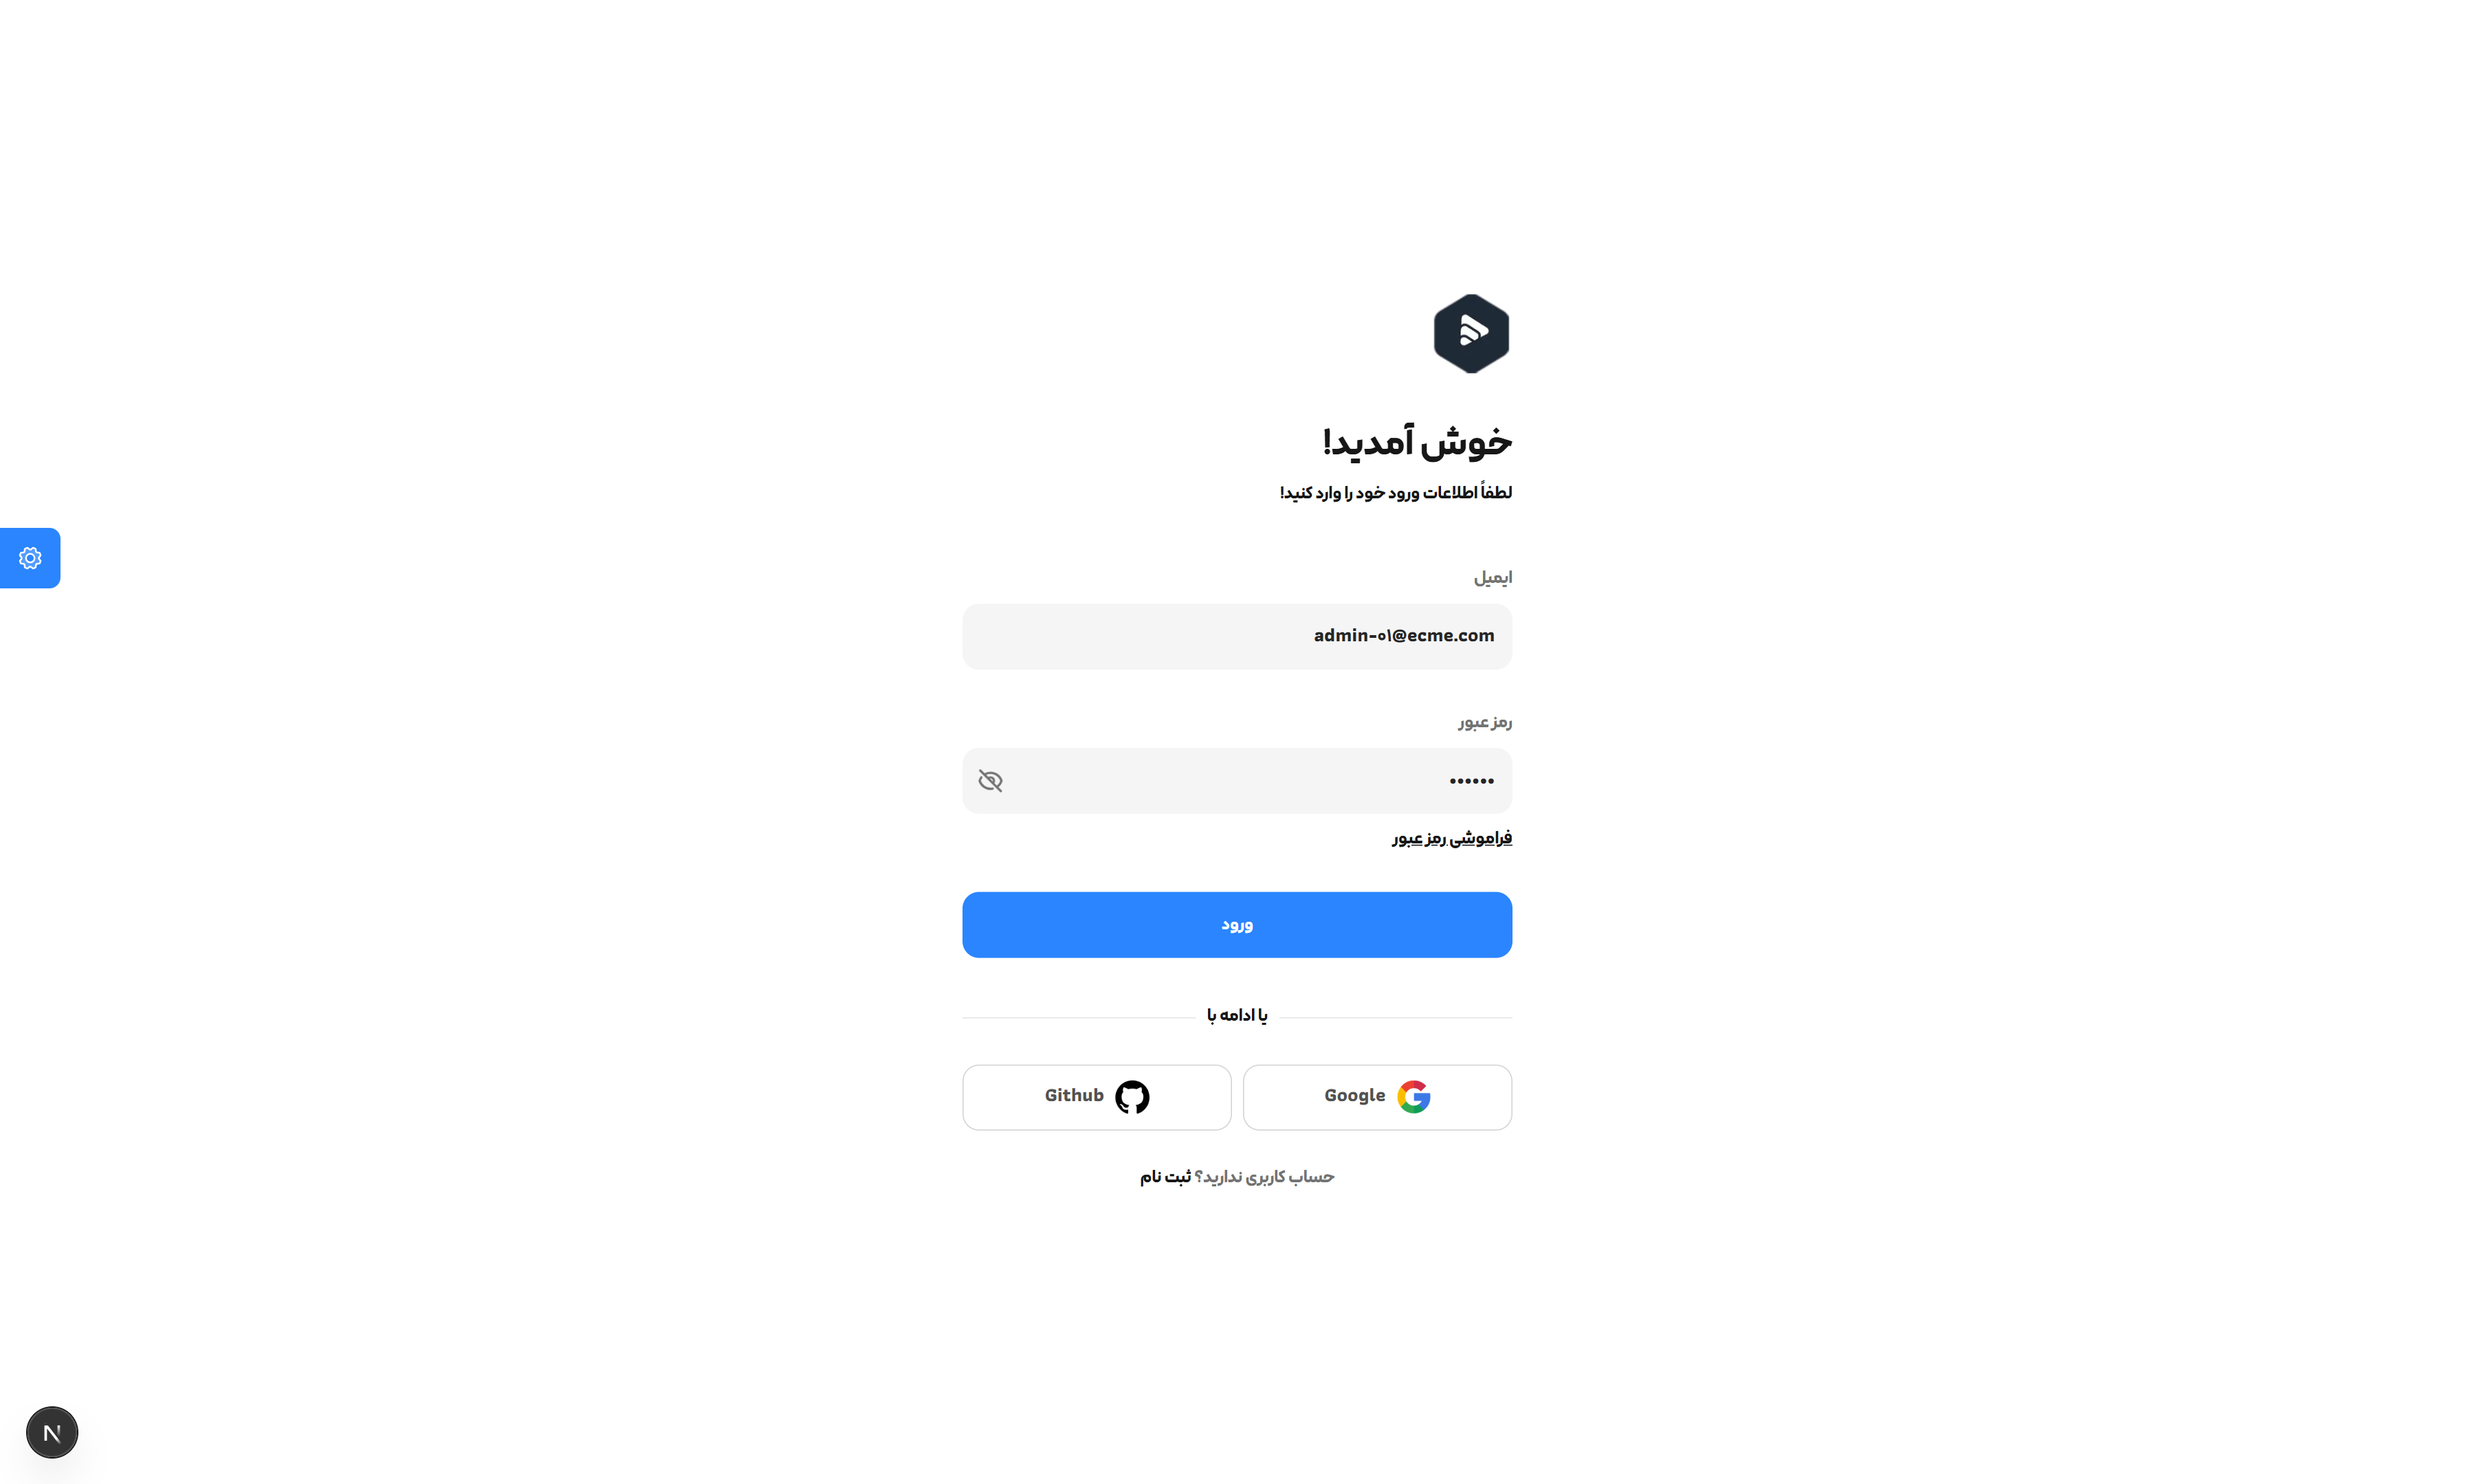 خوش آمدید!
لطفاً اطلاعات ورود خود را وارد کنید!
ایمیل
admin-۰۱@ecme.com
رمز عبور
••••••
فراموشی رمز عبور
ورود
یا ادامه با
Google
Github
حساب کاربری ندارید؟ ثبت نام
N